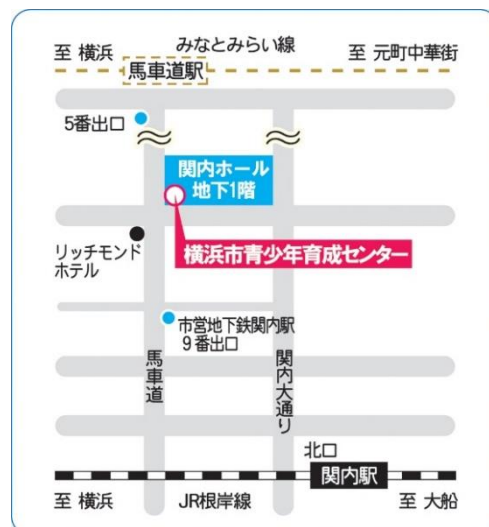 至 横浜
みなとみらい線
至 元町中華街
馬車道駅
5番出口
関内ホール
地下1階
リッチモンド
ホテル
横浜市青少年育成センター
市営地下鉄関内駅
9番出口
馬車道
関内大通り
北口
関内駅
至 横浜
JR根岸線
至 大船